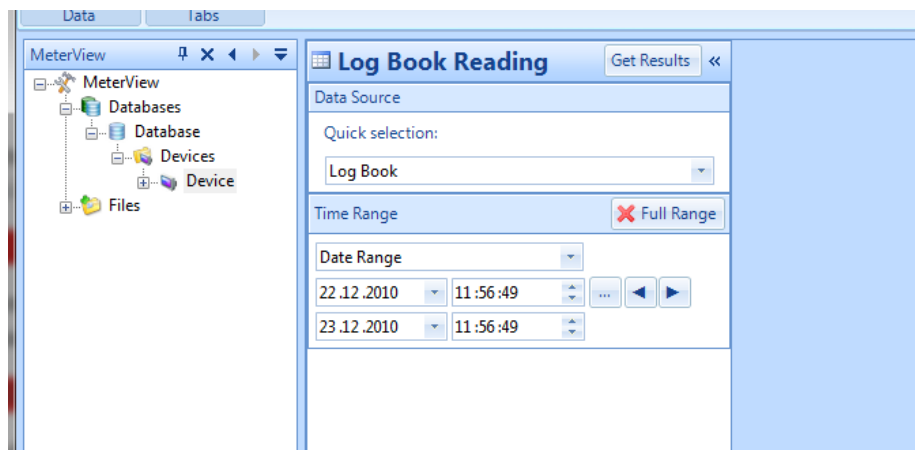 Data Tabs
MeterView
MeterView
Databases
Database
Devices
Device
Files
Log Book Reading Get Results «
Data Source
Quick selection:
Log Book
Time Range Full Range
Date Range
22.12.2010 11:56:49 ...
23.12.2010 11:56:49